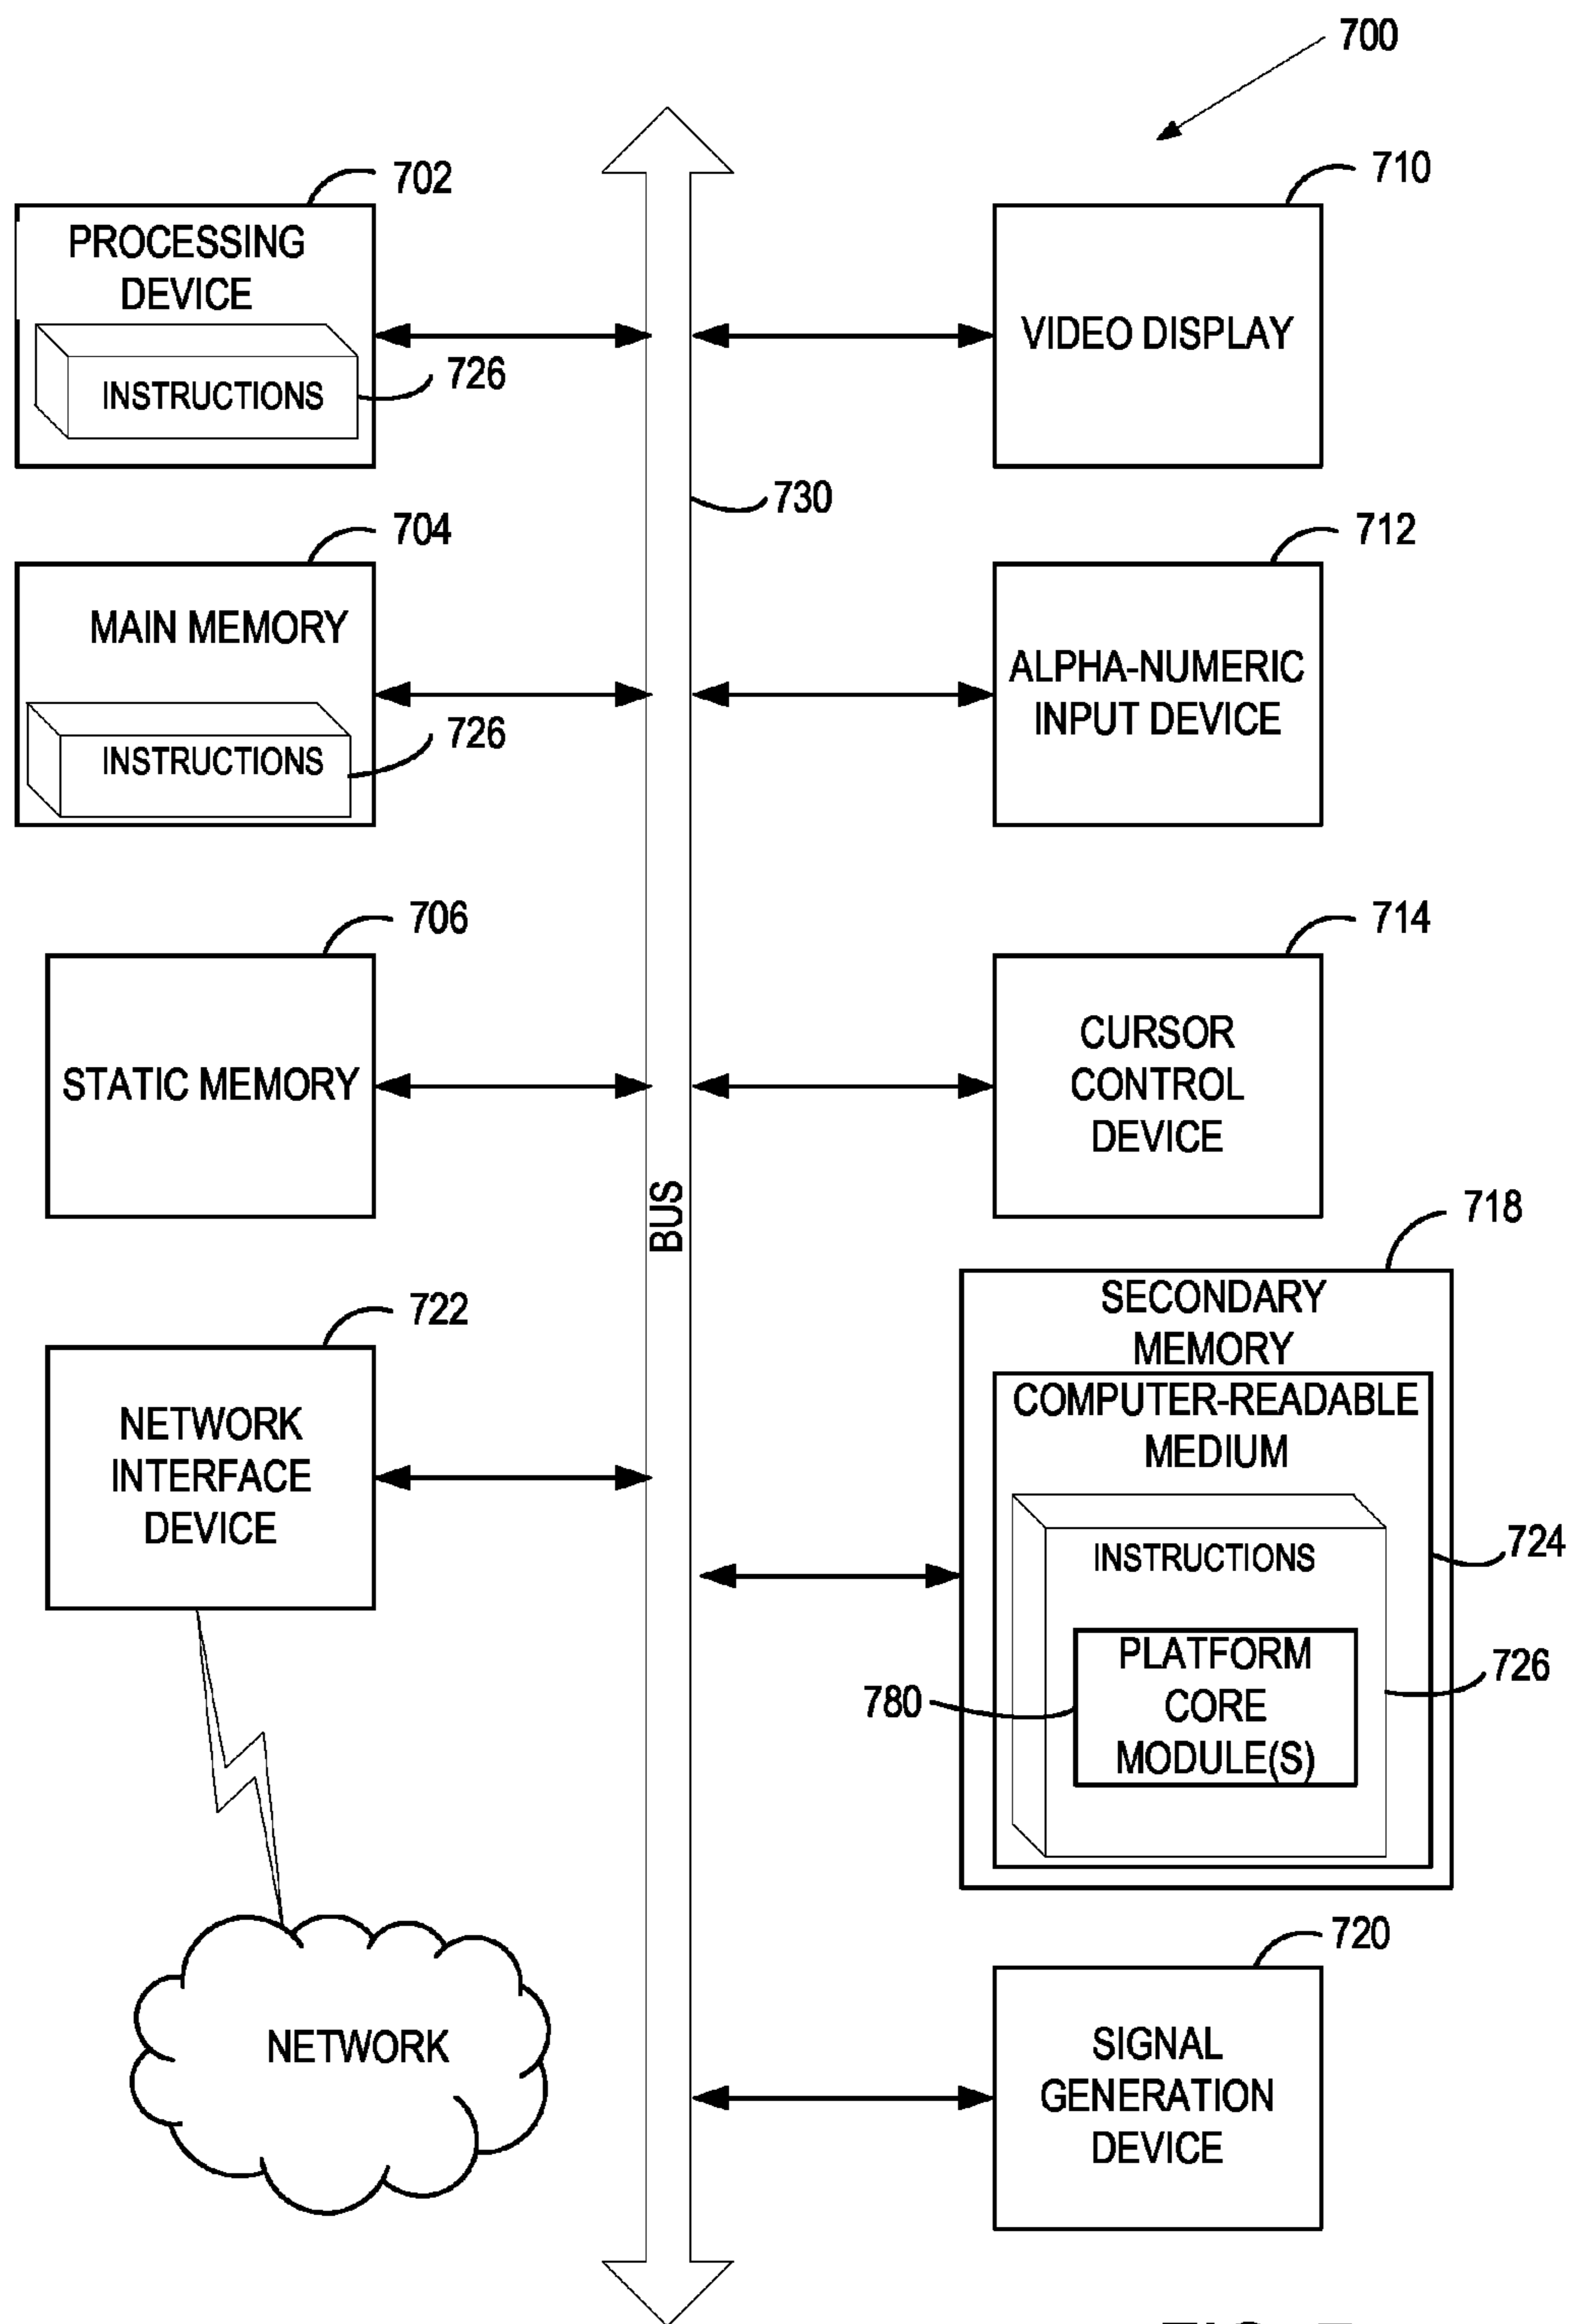 700
702
PROCESSING
DEVICE
INSTRUCTIONS
726
710
VIDEO DISPLAY
730
704
MAIN MEMORY
INSTRUCTIONS
726
712
ALPHA-NUMERIC
INPUT DEVICE
706
STATIC MEMORY
714
CURSOR
CONTROL
DEVICE
BUS
722
NETWORK
INTERFACE
DEVICE
718
SECONDARY
MEMORY
COMPUTER-READABLE
MEDIUM
INSTRUCTIONS
724
PLATFORM
CORE
MODULE(S)
726
780
NETWORK
720
SIGNAL
GENERATION
DEVICE